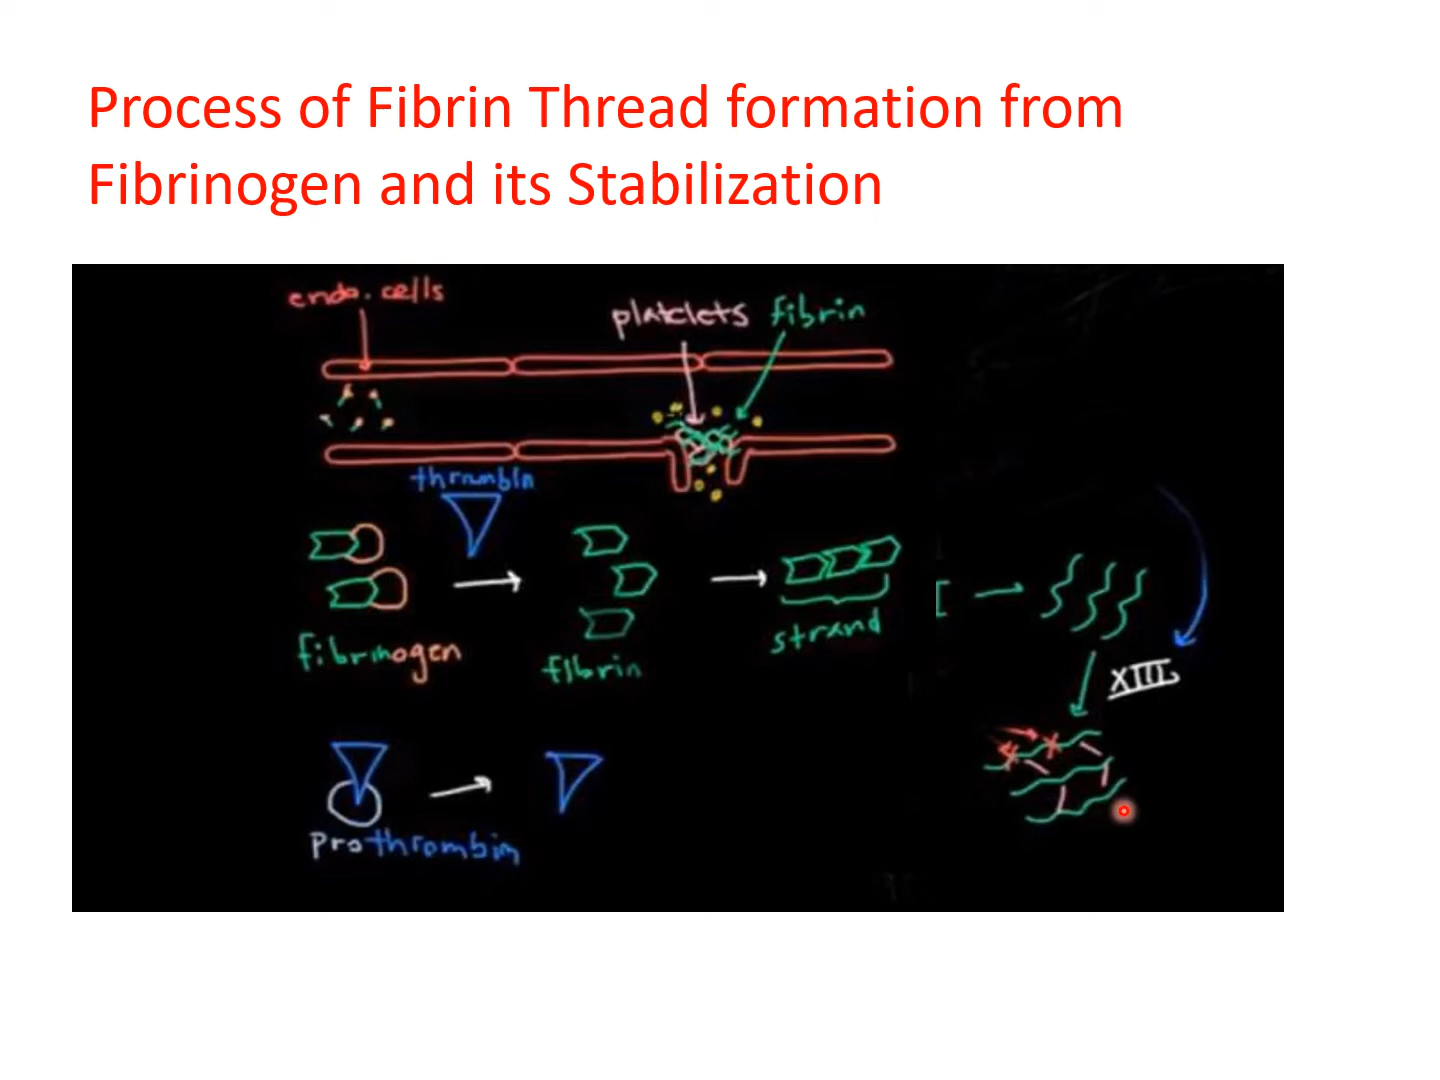 Process of Fibrin Thread formation from
Fibrinogen and its Stabilization
endo. cells
platelets fibrin
thrombin
fibrinogen
fibrin
strand
I
XIII
prothrombin